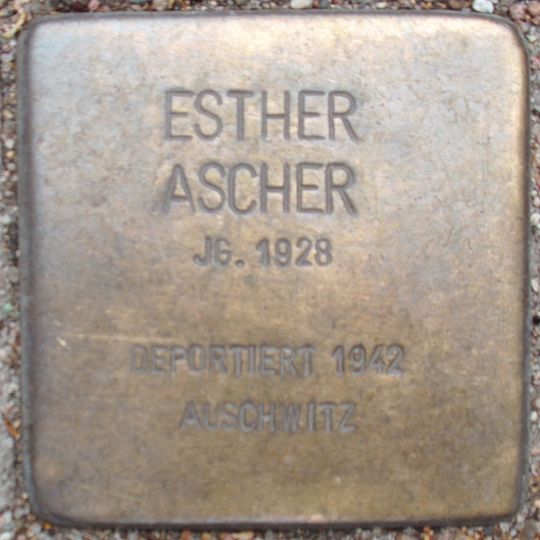 ESTHER
ASCHER
JG. 1928
DEPORTIERT 1942
AUSCHWITZ